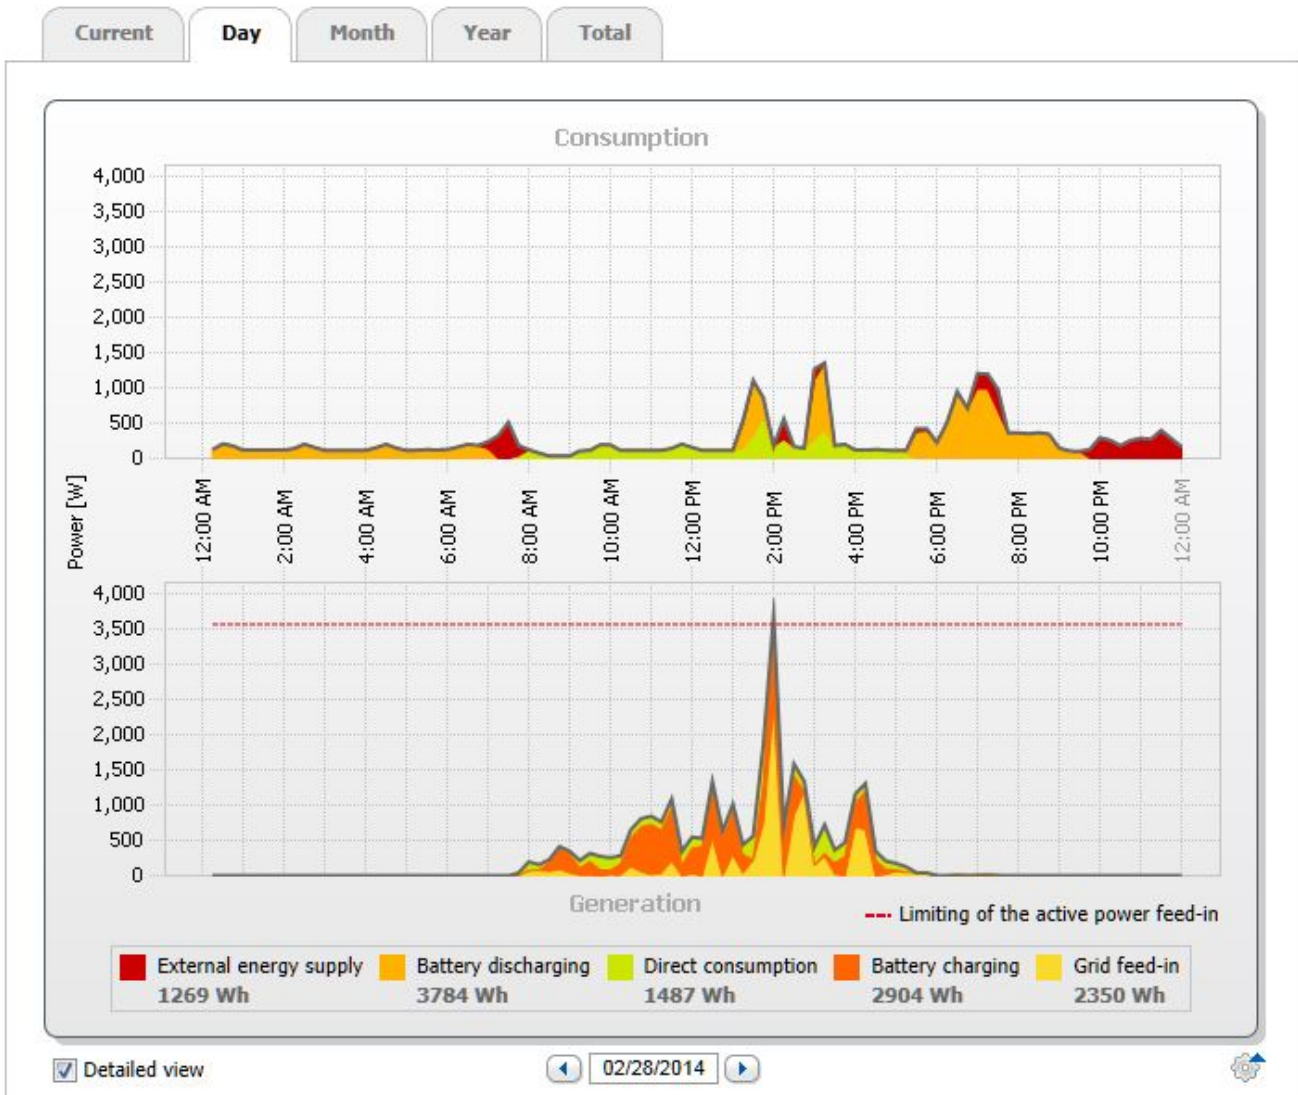 Current Day Month Year Total
Consumption
4,000
3,500
3,000
2,500
2,000
1,500
1,000
500
0
Power [W]
12:00 AM 2:00 AM 4:00 AM 6:00 AM 8:00 AM 10:00 AM 12:00 PM 2:00 PM 4:00 PM 6:00 PM 8:00 PM 10:00 PM 12:00 AM
4,000
3,500
3,000
2,500
2,000
1,500
1,000
500
0
Generation
Limiting of the active power feed-in
External energy supply Battery discharging Direct consumption Battery charging Grid feed-in
1269 Wh 3784 Wh 1487 Wh 2904 Wh 2350 Wh
Detailed view 02/28/2014